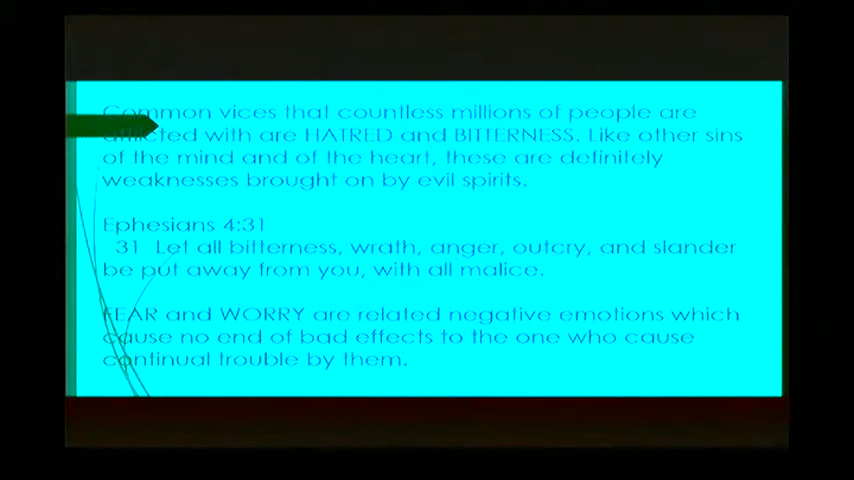 Common vices that countless millions of people are
afflicted with are HATRED and BITTERNESS. Like other sins
of the mind and of the heart, these are definitely
weaknesses brought on by evil spirits.
Ephesians 4:31
31 Let all bitterness, wrath, anger, outcry, and slander
be put away from you, with all malice.
FEAR and WORRY are related negative emotions which
cause no end of bad effects to the one who cause
continual trouble by them.